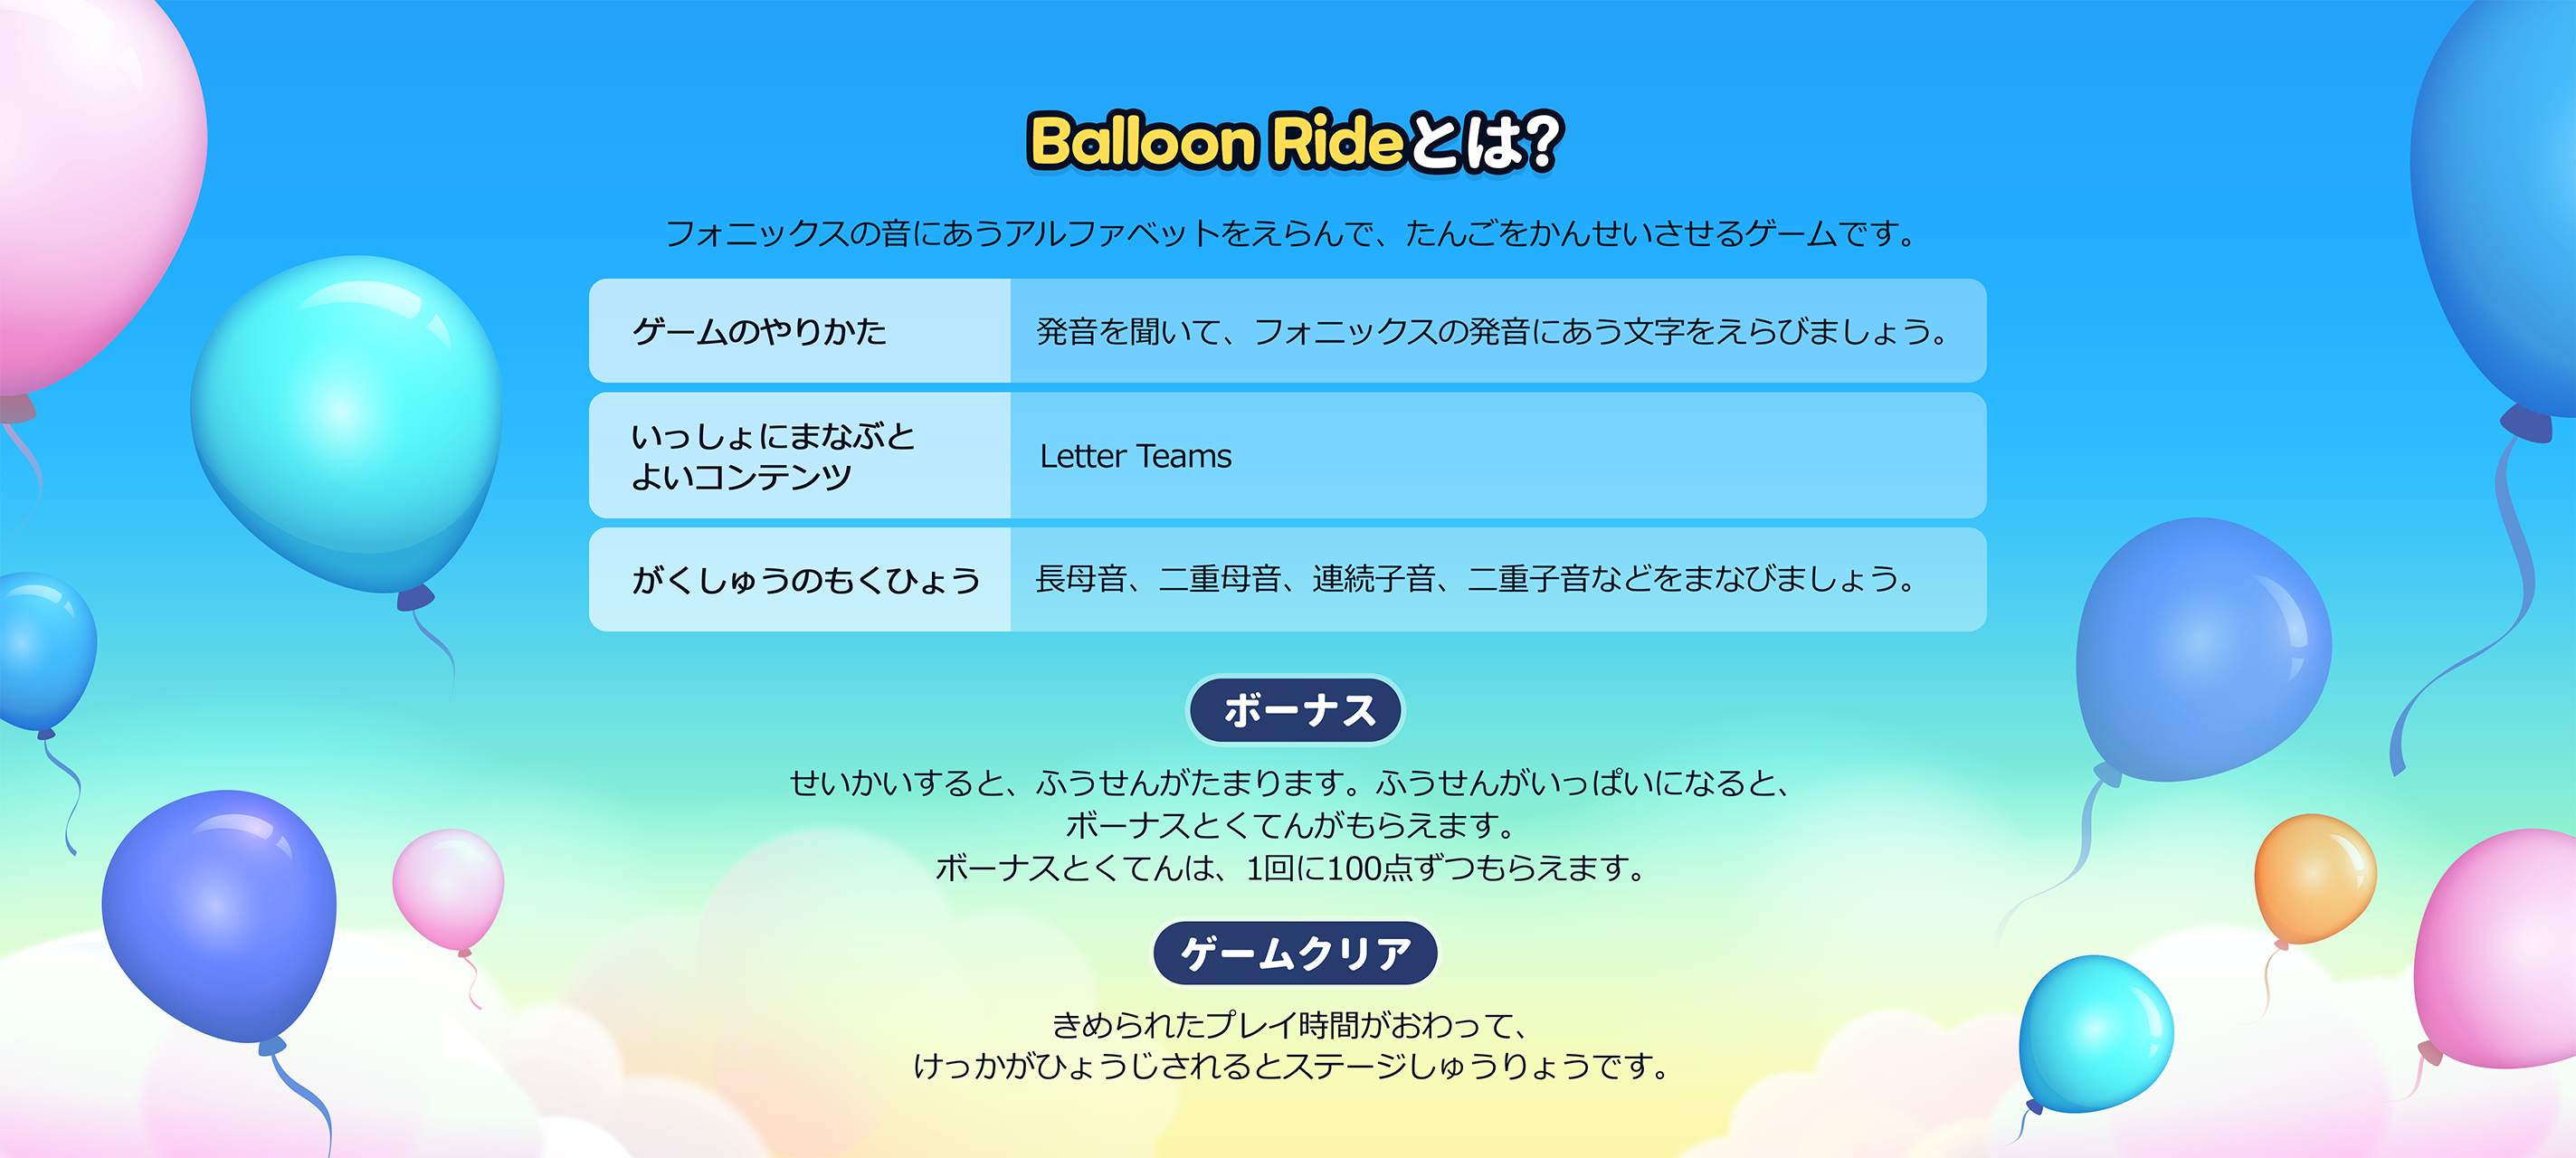 Balloon Rideとは?
フォニックスの音にあうアルファベットをえらんで、たんごをかんせいさせるゲームです。
ゲームのやりかた
発音を聞いて、フォニックスの発音にあう文字をえらびましょう。
いっしょにまなぶと
よいコンテンツ
Letter Teams
がくしゅうのもくひょう
長母音、二重母音、連続子音、二重子音などをまなびましょう。
ボーナス
せいかいすると、ふうせんがたまります。ふうせんがいっぱいになると、
ボーナスとくてんがもらえます。
ボーナスとくてんは、1回に100点ずつもらえます。
ゲームクリア
きめられたプレイ時間がおわって、
けっかがひょうじされるとステージしゅうりょうです。